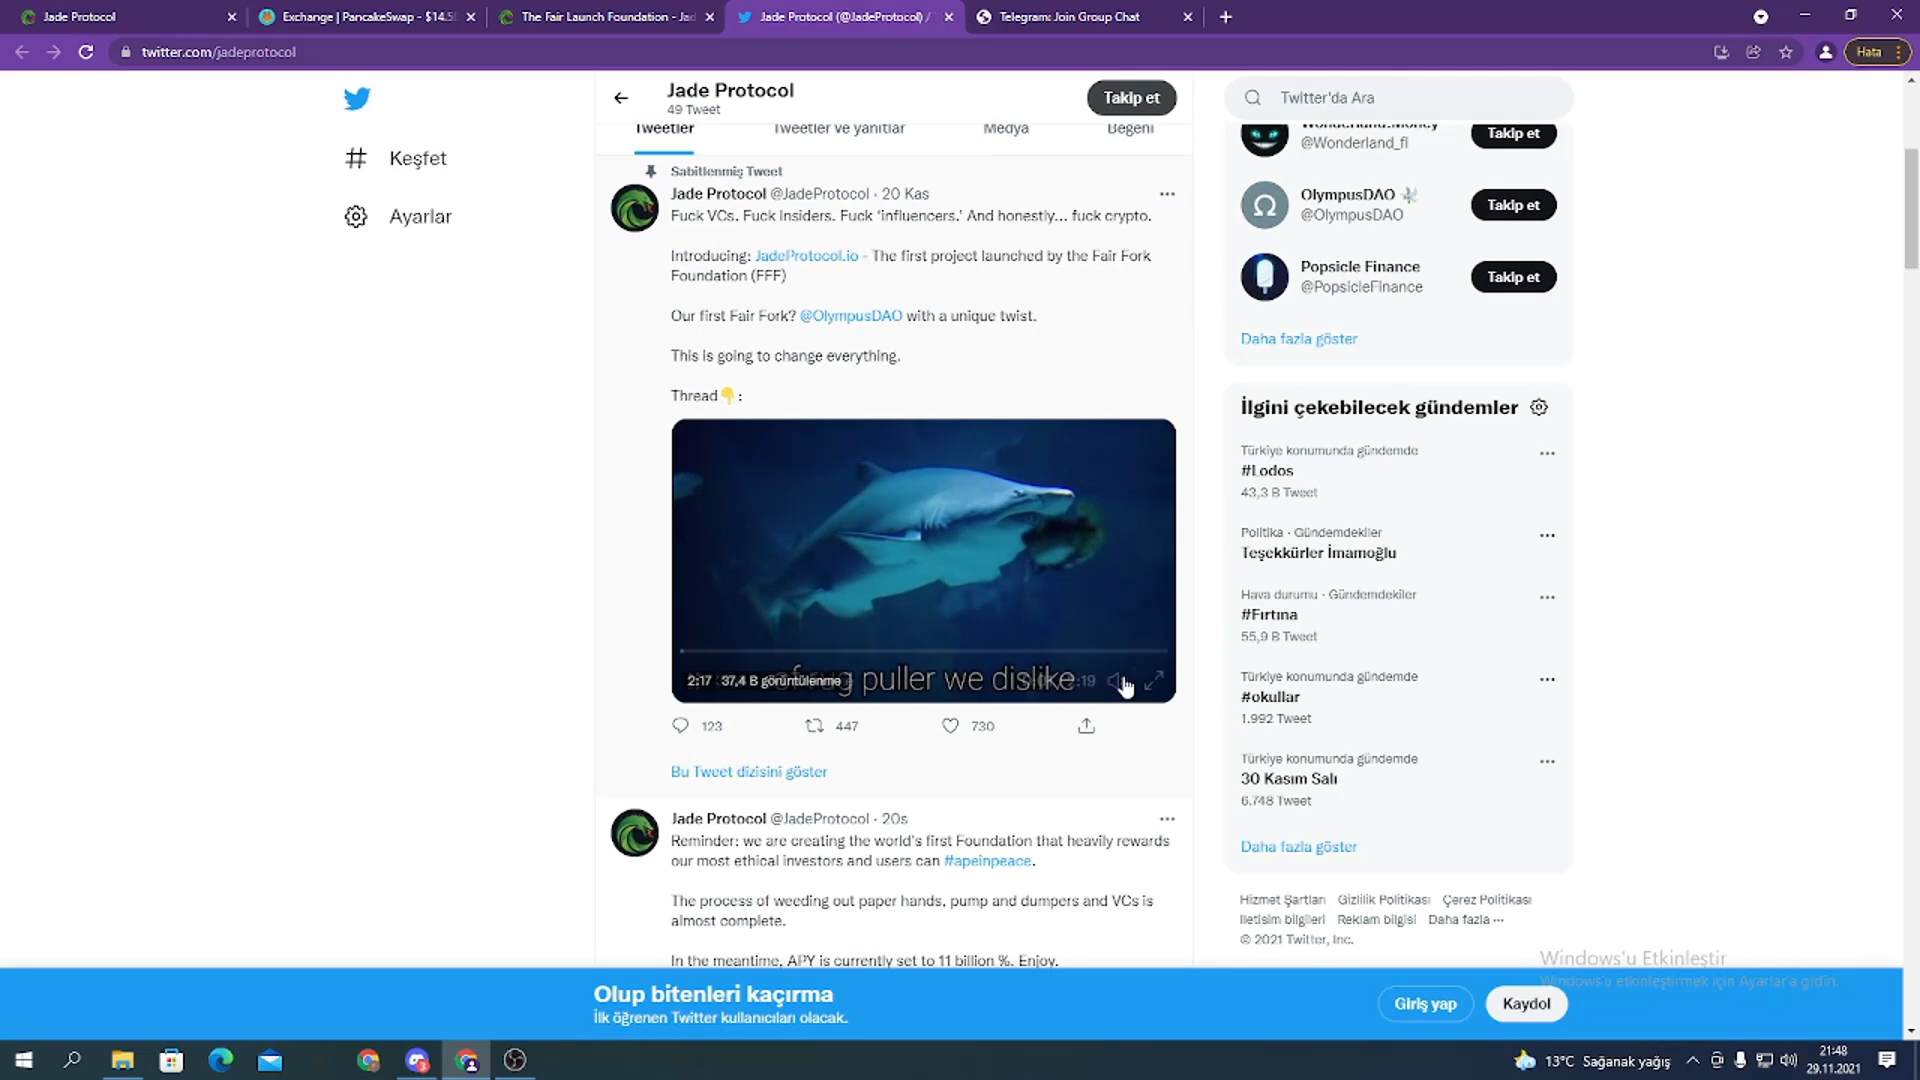 Jade Protocol
Exchange | PancakeSwap - $14.5
The Fair Launch Foundation - Jad
Jade Protocol (@JadeProtocol) /
Telegram: Join Group Chat
twitter.com/jadeprotocol
Hata
Jade Protocol
49 Tweet
Takip et
Twitter'da Ara
Keşfet
Ayarlar
Tweetler
Tweetler ve yanıtlar
Medya
Beğeni
Sabitlenmiş Tweet
Jade Protocol @JadeProtocol · 20 Kas
Fuck VCs. Fuck Insiders. Fuck ‘influencers.’ And honestly... fuck crypto.
Introducing: JadeProtocol.io - The first project launched by the Fair Fork
Foundation (FFF)
Our first Fair Fork? @OlympusDAO with a unique twist.
This is going to change everything.
Thread👇:
of rug puller we dislike
2:17 37,4 B görüntülenme
123
447
730
Bu Tweet dizisini göster
Jade Protocol @JadeProtocol · 20s
Reminder: we are creating the world's first Foundation that heavily rewards
our most ethical investors and users can #apeinpeace.
The process of weeding out paper hands, pump and dumpers and VCs is
almost complete.
In the meantime, APY is currently set to 11 billion %. Enjoy.
Wonderland.Money
@Wonderland_fi
Takip et
OlympusDAO
@OlympusDAO
Takip et
Popsicle Finance
@PopsicleFinance
Takip et
Daha fazla göster
İlgini çekebilecek gündemler
Türkiye konumunda gündemde
#Lodos
43,3 B Tweet
Politika · Gündemdekiler
Teşekkürler İmamoğlu
Hava durumu · Gündemdekiler
#Fırtına
55,9 B Tweet
Türkiye konumunda gündemde
#okullar
1.992 Tweet
Türkiye konumunda gündemde
30 Kasım Salı
6.748 Tweet
Daha fazla göster
Hizmet Şartları Gizlilik Politikası Çerez Politikası
İletişim bilgileri Reklam bilgisi Daha fazla ···
© 2021 Twitter, Inc.
Windows'u Etkinleştir
Windows'u etkinleştirmek için Ayarlar'a gidin.
Olup bitenleri kaçırma
İlk öğrenen Twitter kullanıcıları olacak.
Giriş yap
Kaydol
13°C Sağanak yağış
21:48
29.11.2021